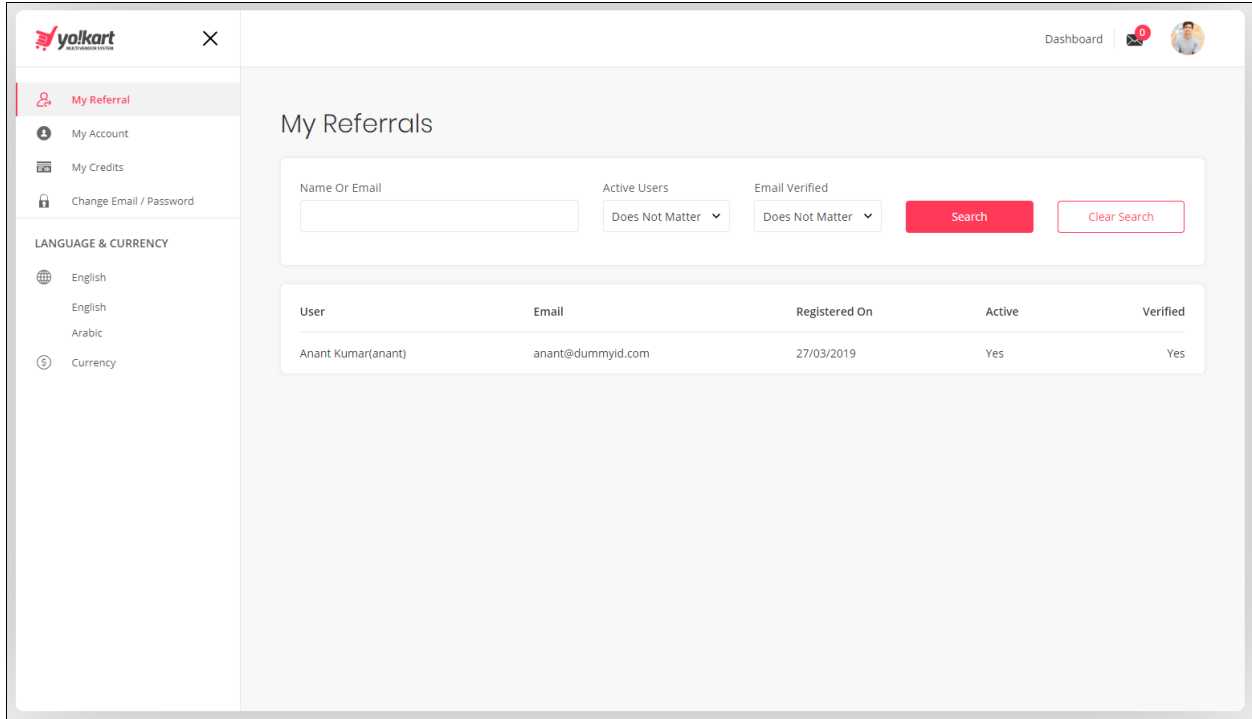 yo!kart
MULTIVENDOR SYSTEM
Dashboard
0
My Referral
My Account
My Credits
Change Email / Password
LANGUAGE & CURRENCY
English
English
Arabic
Currency
My Referrals
Name Or Email Active Users Email Verified
Does Not Matter Does Not Matter Search Clear Search
User Email Registered On Active Verified
Anant Kumar(anant) anant@dummyid.com 27/03/2019 Yes Yes